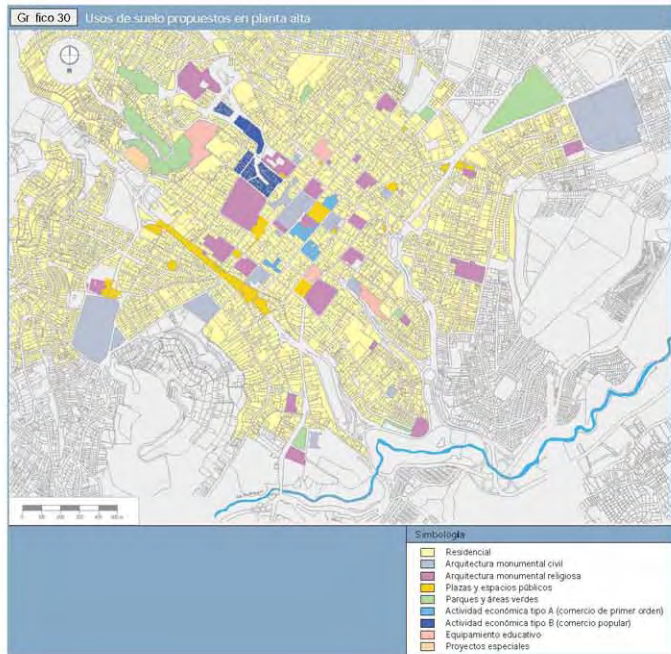 Gr fico 30
Usos de suelo propuestos en planta alta
N
Simbología
Residencial
Arquitectura monumental civil
Arquitectura monumental religiosa
Plazas y espacios públicos
Parques y áreas verdes
Actividad económica tipo A (comercio de primer orden)
Actividad económica tipo B (comercio popular)
Equipamiento educativo
Proyectos especiales